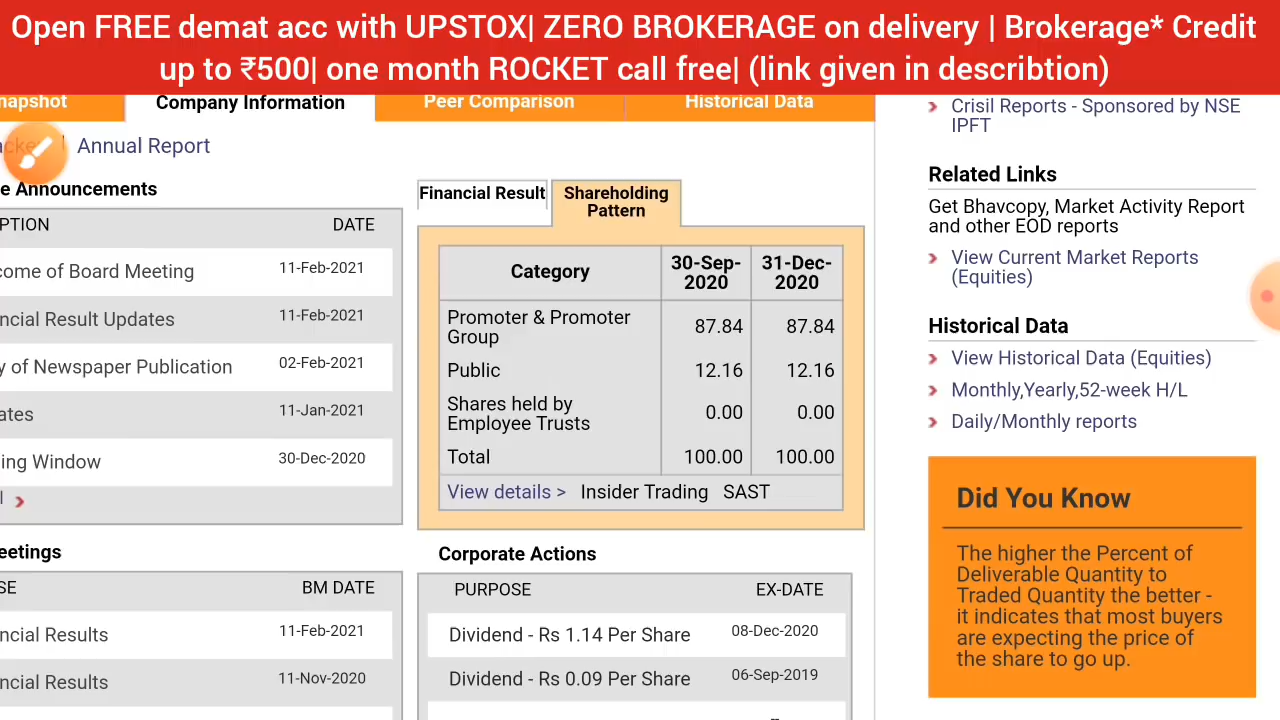 Open FREE demat acc with UPSTOX| ZERO BROKERAGE on delivery | Brokerage* Credit
up to ₹500| one month ROCKET call free| (link given in describtion)
napshot
Company Information
Peer Comparison
Historical Data
Annual Report
e Announcements
PTION DATE
come of Board Meeting 11-Feb-2021
ncial Result Updates 11-Feb-2021
y of Newspaper Publication 02-Feb-2021
ates 11-Jan-2021
ing Window 30-Dec-2020
eetings
SE BM DATE
ncial Results 11-Feb-2021
ncial Results 11-Nov-2020
Financial Result
Shareholding
Pattern
Category 30-Sep-2020 31-Dec-2020
Promoter & Promoter
Group 87.84 87.84
Public 12.16 12.16
Shares held by
Employee Trusts 0.00 0.00
Total 100.00 100.00
View details > Insider Trading SAST
Corporate Actions
PURPOSE EX-DATE
Dividend - Rs 1.14 Per Share 08-Dec-2020
Dividend - Rs 0.09 Per Share 06-Sep-2019
Crisil Reports - Sponsored by NSE
IPFT
Related Links
Get Bhavcopy, Market Activity Report
and other EOD reports
View Current Market Reports
(Equities)
Historical Data
View Historical Data (Equities)
Monthly,Yearly,52-week H/L
Daily/Monthly reports
Did You Know
The higher the Percent of
Deliverable Quantity to
Traded Quantity the better -
it indicates that most buyers
are expecting the price of
the share to go up.